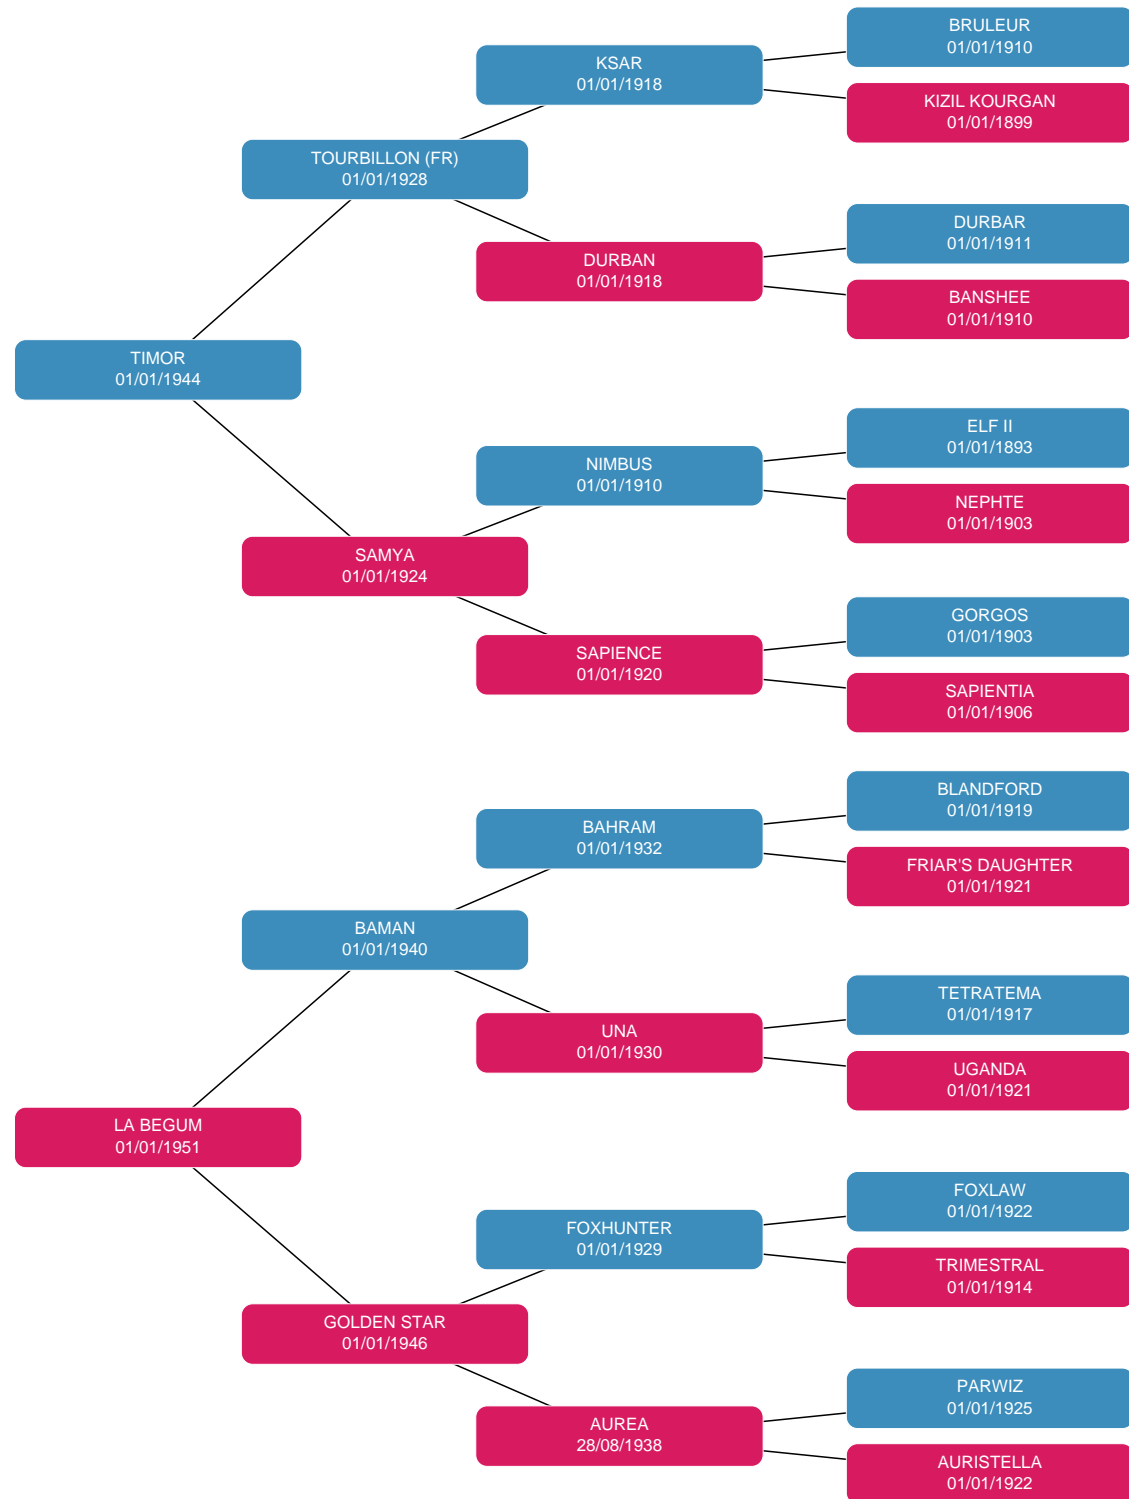 BRULEUR
01/01/1910
KSAR
01/01/1918
KIZIL KOURGAN
01/01/1899
TOURBILLON (FR)
01/01/1928
DURBAR
01/01/1911
DURBAN
01/01/1918
BANSHEE
01/01/1910
TIMOR
01/01/1944
ELF II
01/01/1893
NIMBUS
01/01/1910
NEPHTE
01/01/1903
SAMYA
01/01/1924
GORGOS
01/01/1903
SAPIENCE
01/01/1920
SAPIENTIA
01/01/1906
BLANDFORD
01/01/1919
BAHRAM
01/01/1932
FRIAR'S DAUGHTER
01/01/1921
BAMAN
01/01/1940
TETRATEMA
01/01/1917
UNA
01/01/1930
UGANDA
01/01/1921
LA BEGUM
01/01/1951
FOXLAW
01/01/1922
FOXHUNTER
01/01/1929
TRIMESTRAL
01/01/1914
GOLDEN STAR
01/01/1946
PARWIZ
01/01/1925
AUREA
28/08/1938
AURISTELLA
01/01/1922